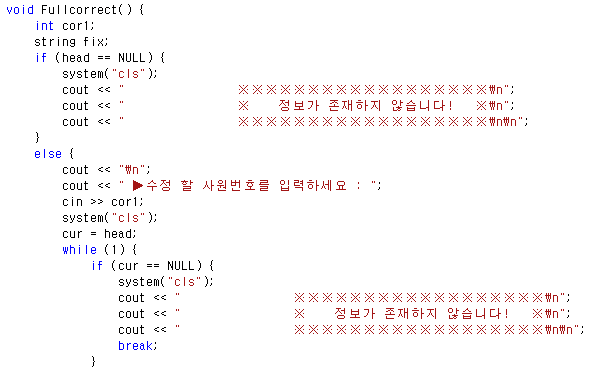 void Fullcorrect() {
    int cor1;
    string fix;
    if (head == NULL) {
        system("cls");
        cout << "                ※※※※※※※※※※※※※※※※※※\n";
        cout << "                ※    정보가 존재하지 않습니다!   ※\n";
        cout << "                ※※※※※※※※※※※※※※※※※※\n\n";
    }
    else {
        cout << "\n";
        cout << " ▶수정 할 사원번호를 입력하세요 : ";
        cin >> cor1;
        system("cls");
        cur = head;
        while (1) {
            if (cur == NULL) {
                system("cls");
                cout << "                ※※※※※※※※※※※※※※※※※※\n";
                cout << "                ※    정보가 존재하지 않습니다!   ※\n";
                cout << "                ※※※※※※※※※※※※※※※※※※\n\n";
                break;
            }